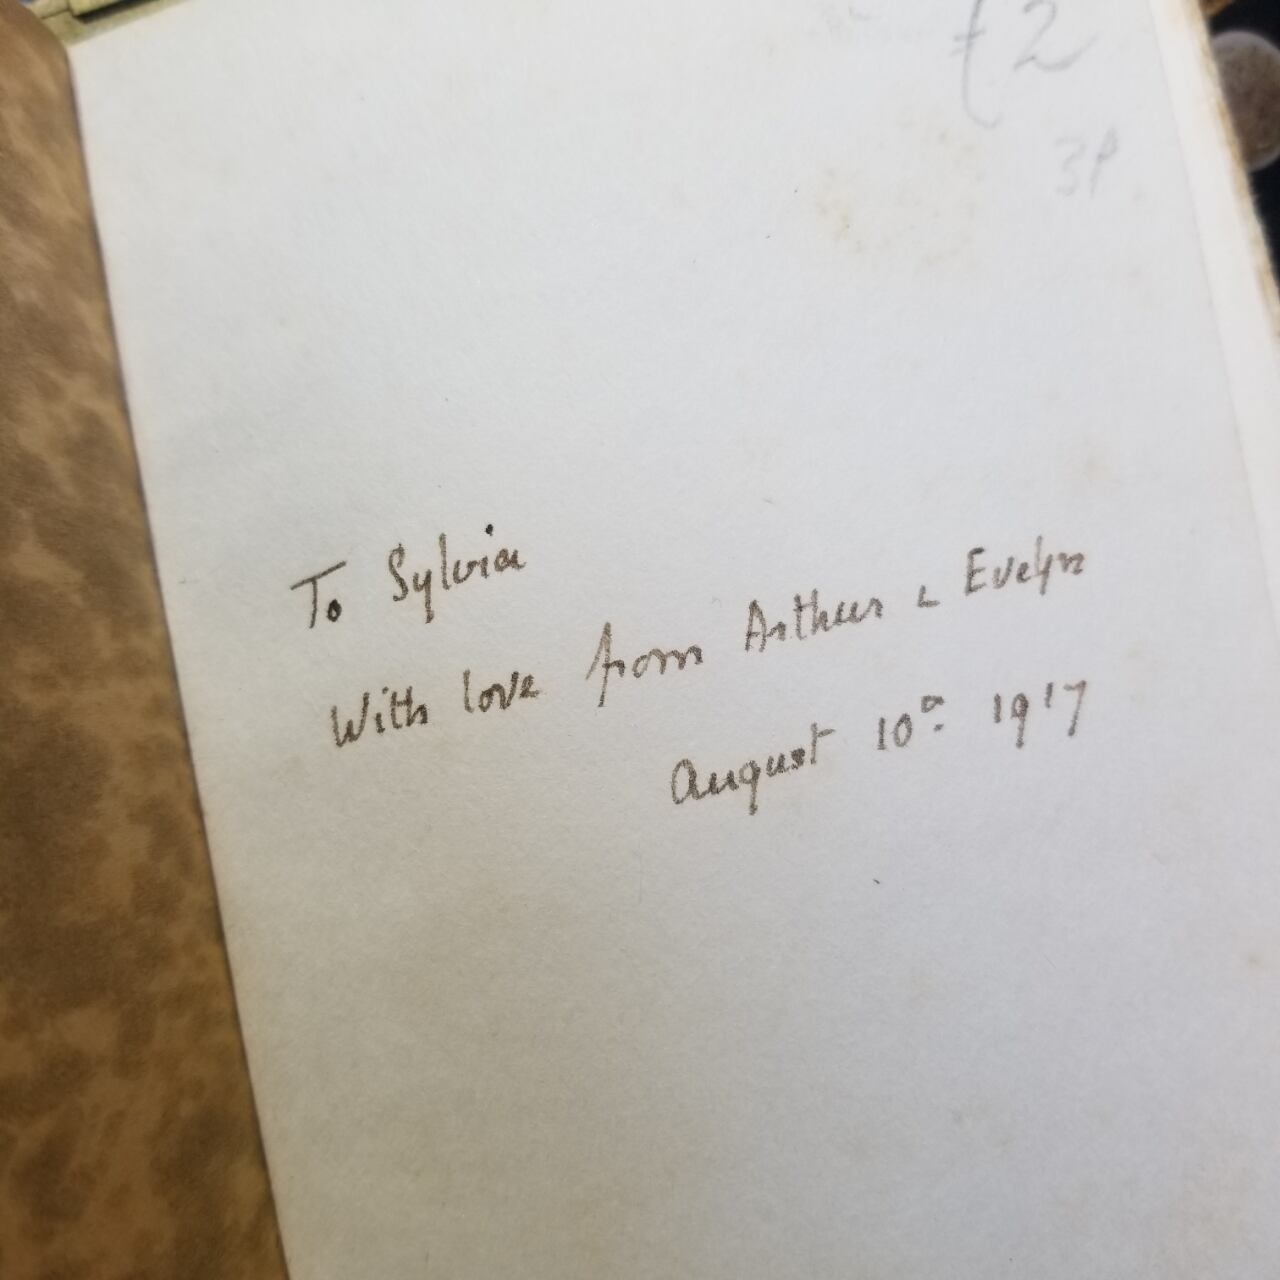 £2
3P
To Sylvia
With love from Arthur & Evelyn
August 10th 1917